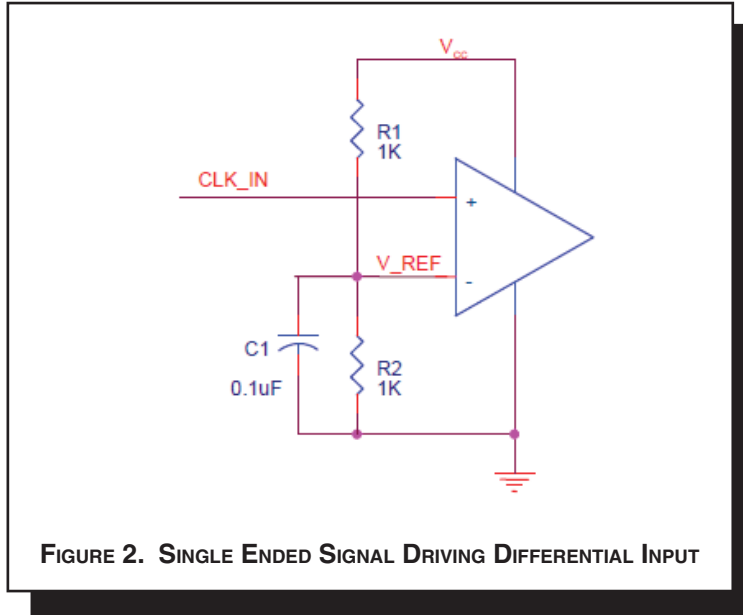 Vcc
R1
1K
CLK_IN
+
V_REF
-
C1
0.1uF
R2
1K
FIGURE 2. SINGLE ENDED SIGNAL DRIVING DIFFERENTIAL INPUT